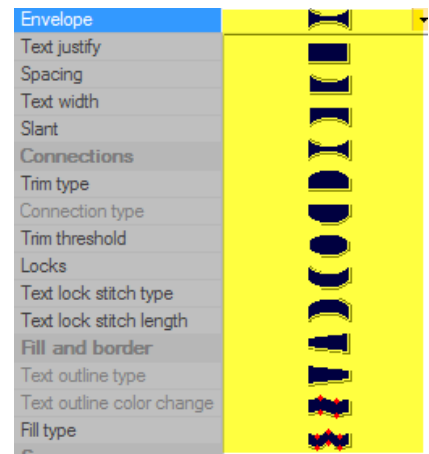 Envelope
Text justify
Spacing
Text width
Slant
Connections
Trim type
Connection type
Trim threshold
Locks
Text lock stitch type
Text lock stitch length
Fill and border
Text outline type
Text outline color change
Fill type